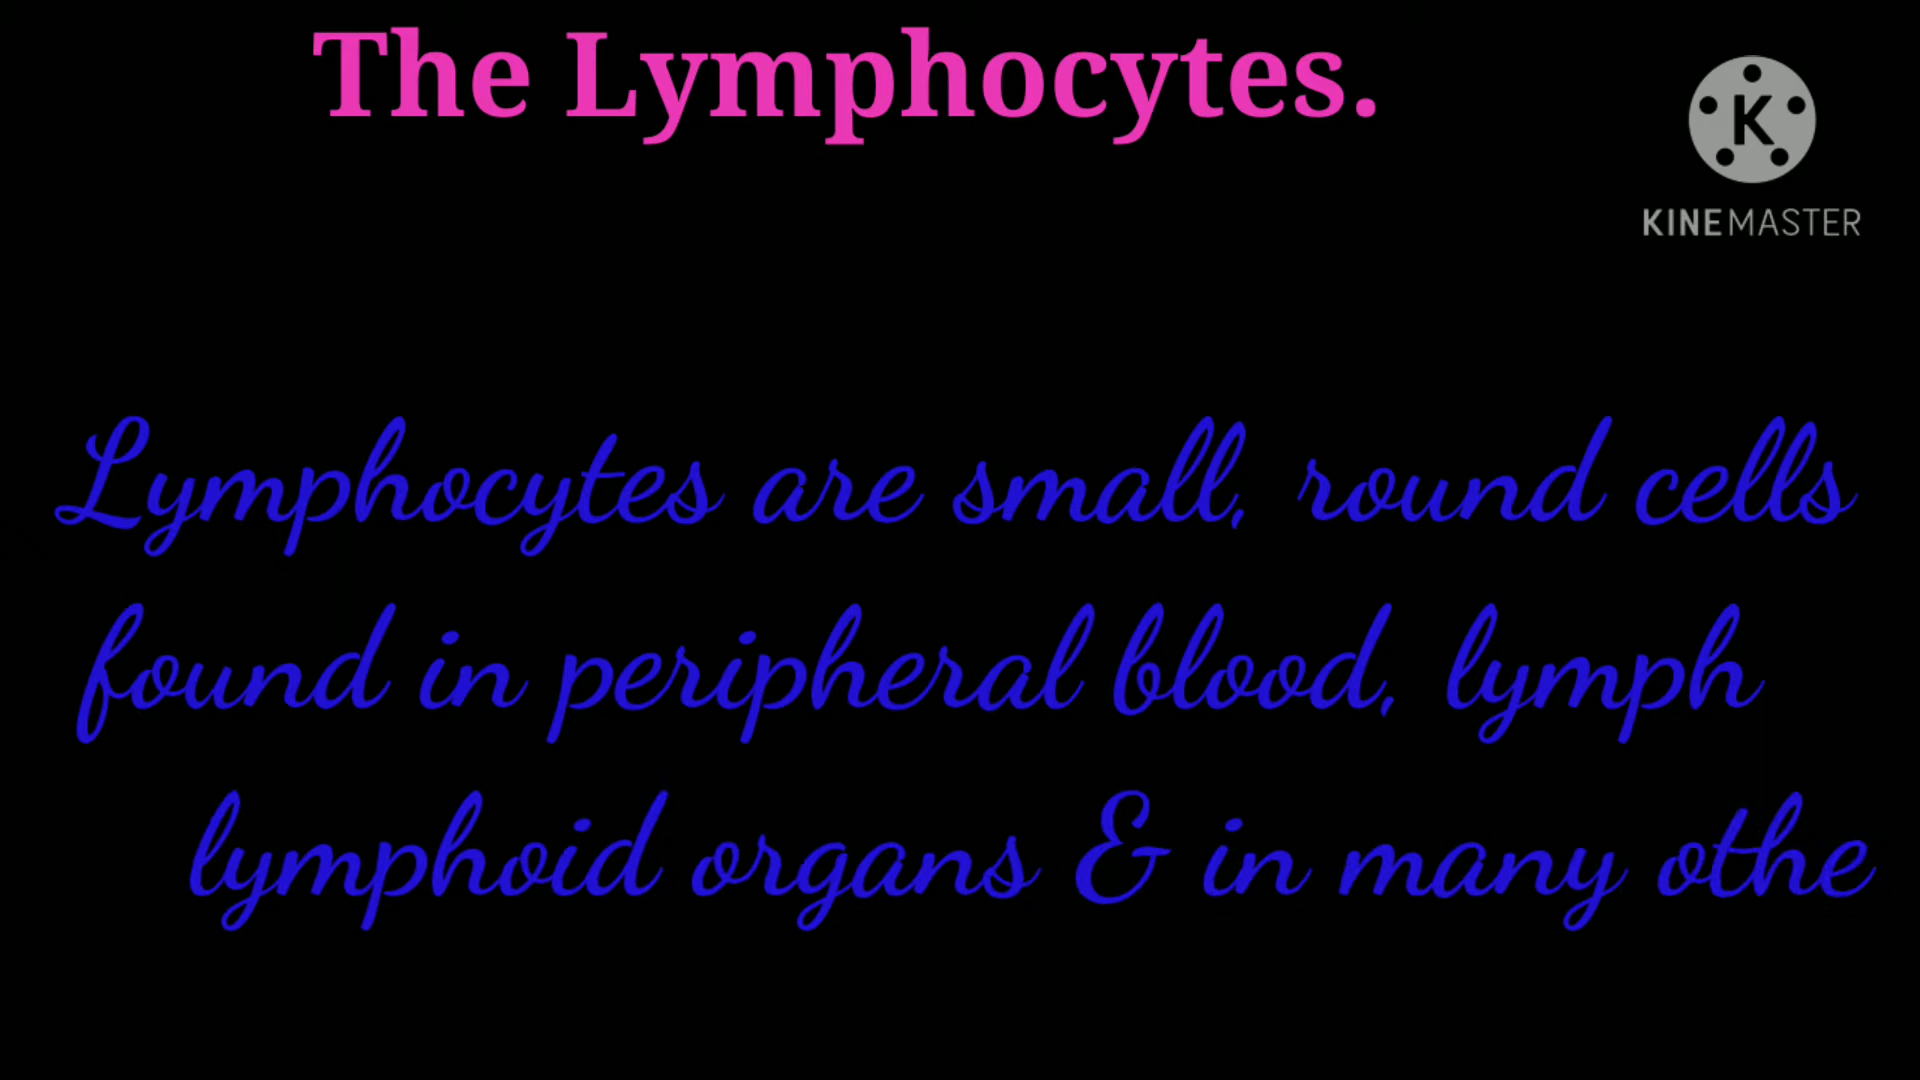 The Lymphocytes.
K
KINEMASTER
Lymphocytes are small, round cells
found in peripheral blood, lymph
lymphoid organs & in many othe